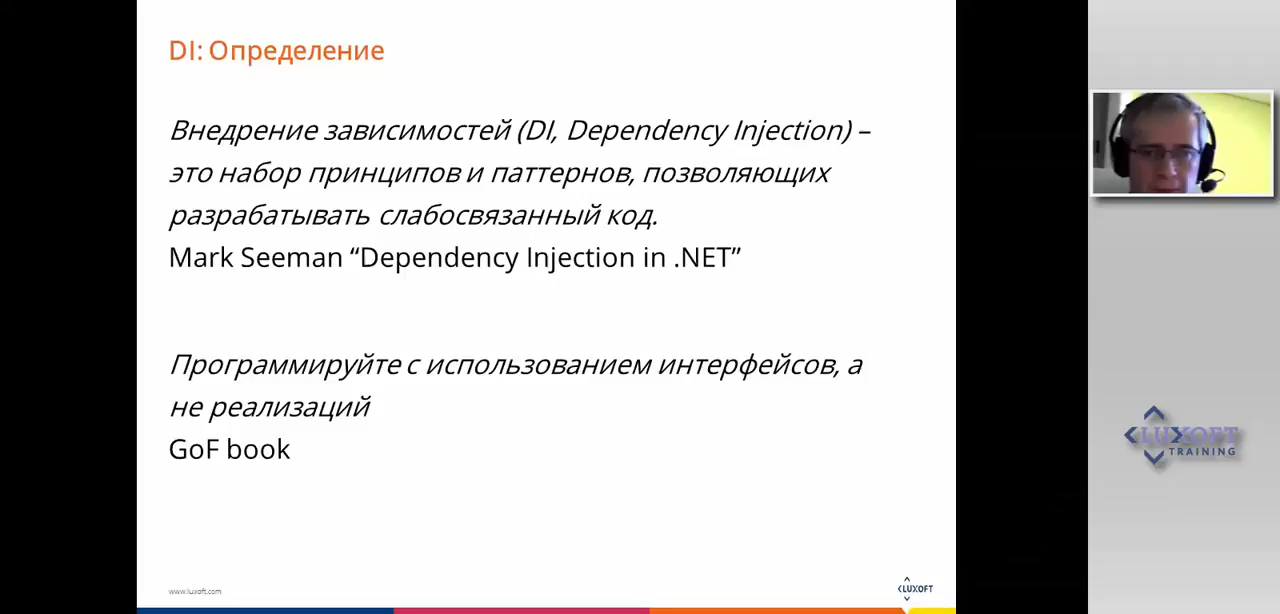 DI: Определение
Внедрение зависимостей (DI, Dependency Injection) –
это набор принципов и паттернов, позволяющих
разрабатывать слабосвязанный код.
Mark Seeman “Dependency Injection in .NET”
Программируйте с использованием интерфейсов, а
не реализаций
GoF book
www.luxoft.com
LUXOFT
LUXOFT
TRAINING